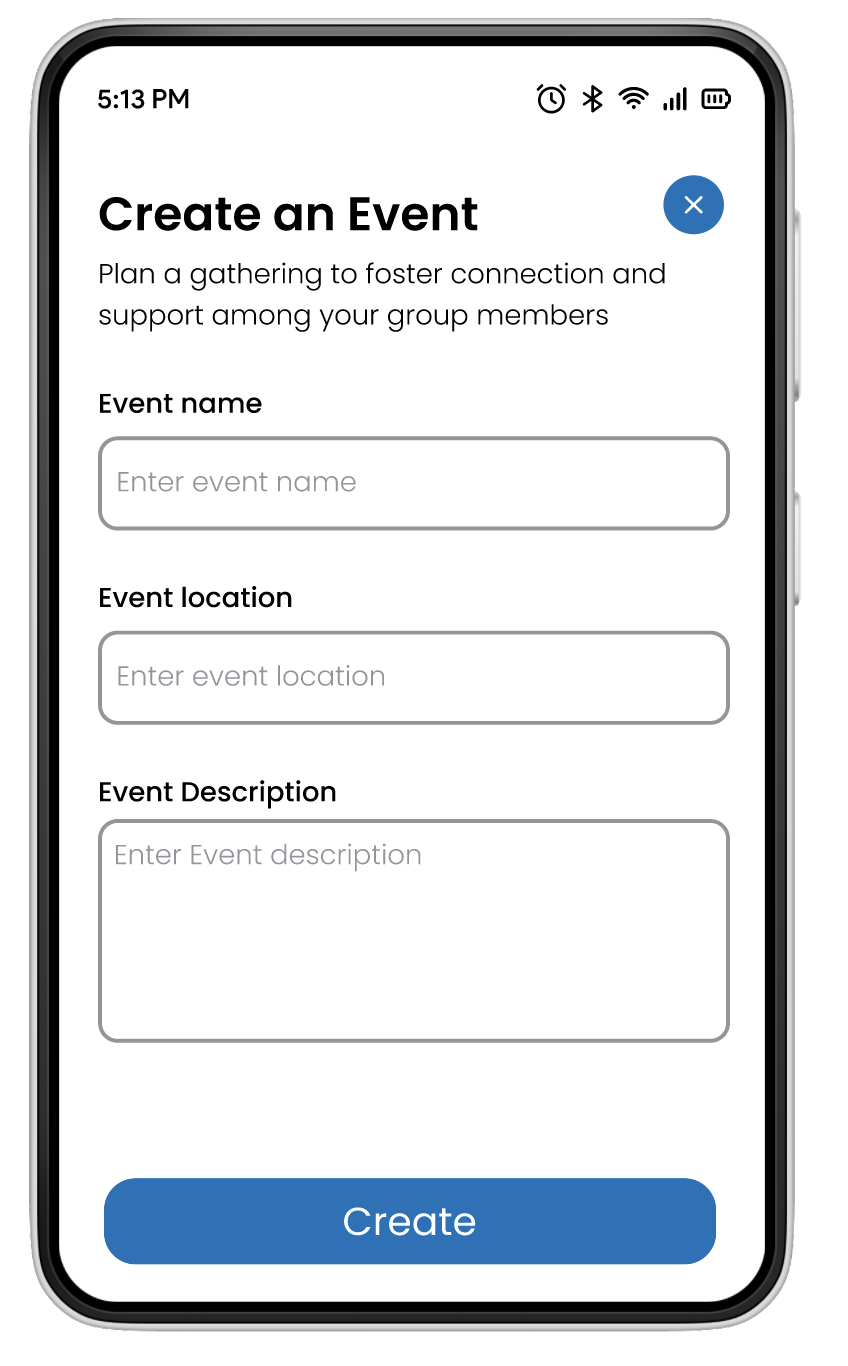 5:13 PM
Create an Event
Plan a gathering to foster connection and
support among your group members
Event name
Enter event name
Event location
Enter event location
Event Description
Enter Event description
Create